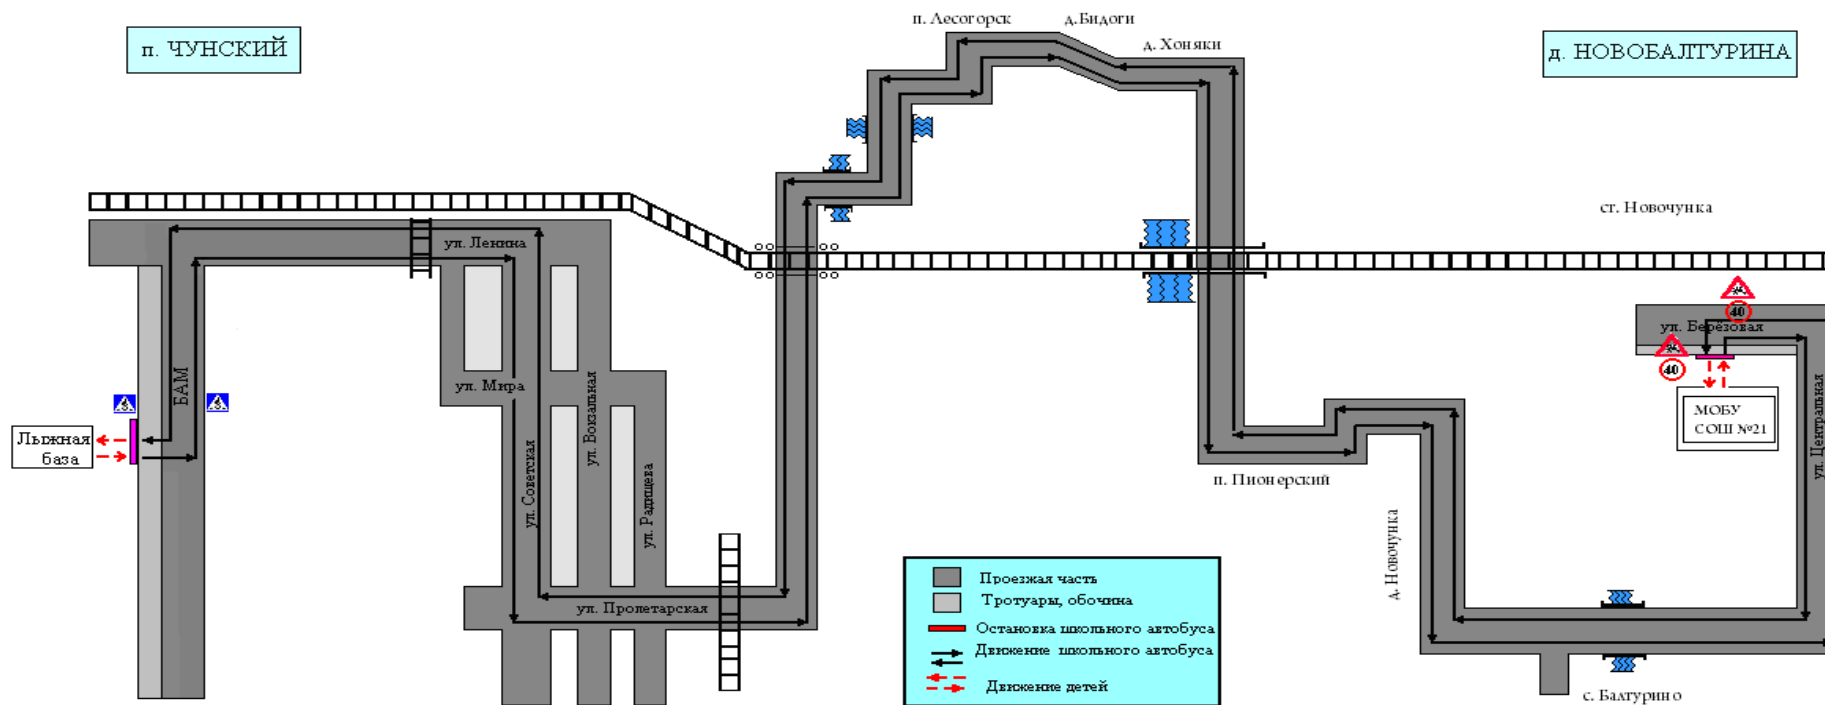 п. ЧУНСКИЙ
п. Лесогорск
д.Бидоги
д. Хоняки
д. НОВОБАЛТУРИНА
ст. Новочунка
ул. Ленина
ул. Берёзовая
40
40
БАМ
ул. Мира
ул. Вокзальная
ул. Советская
ул. Радищева
ул. Центральная
МОБУ
СОШ №21
Лыжная
база
п. Пионерский
д. Новочунка
ул. Пролетарская
Проезжая часть
Тротуары, обочина
Остановка школьного автобуса
Движение школьного автобуса
Движение детей
с. Балтурино